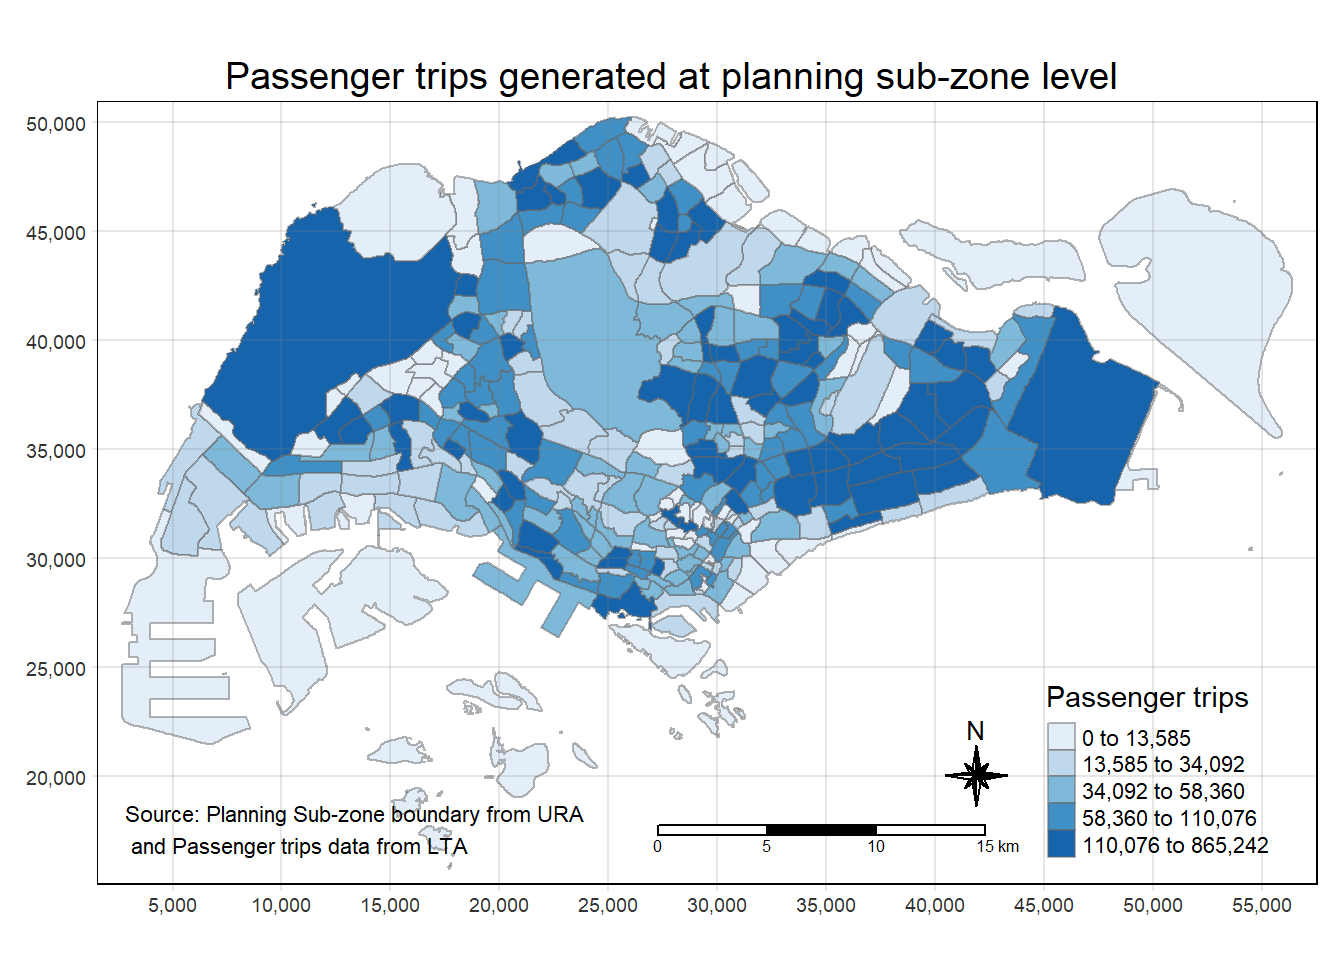 Passenger trips generated at planning sub-zone level
50,000
45,000
40,000
35,000
30,000
25,000
20,000
Passenger trips
0 to 13,585
13,585 to 34,092
34,092 to 58,360
58,360 to 110,076
110,076 to 865,242
N
Source: Planning Sub-zone boundary from URA
and Passenger trips data from LTA
0 5 10 15 km
5,000 10,000 15,000 20,000 25,000 30,000 35,000 40,000 45,000 50,000 55,000